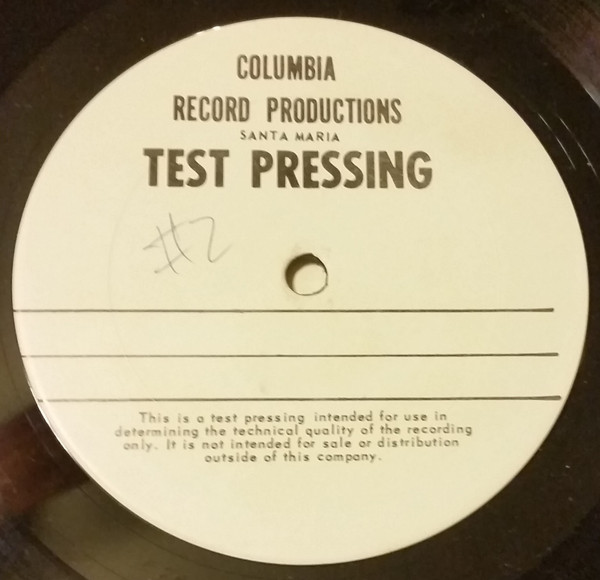 COLUMBIA
RECORD PRODUCTIONS
SANTA MARIA
TEST PRESSING
#2
This is a test pressing intended for use in
determining the technical quality of the recording
only. It is not intended for sale or distribution
outside of this company.